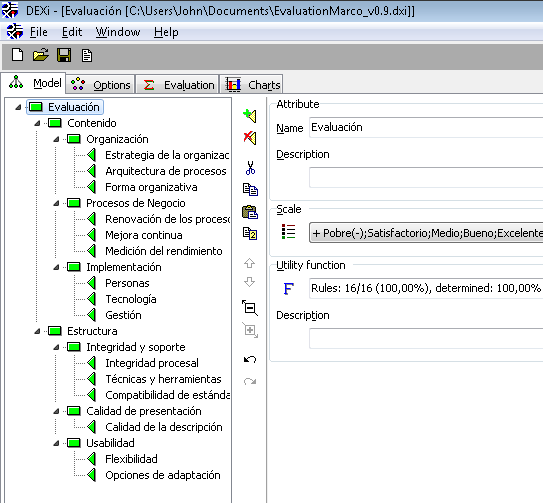 DEXi - [Evaluación [C:\Users\John\Documents\EvaluationMarco_v0.9.dxi]]
File Edit Window Help
Model Options Evaluation Charts
Evaluación
Contenido
Organización
Estrategia de la organizac
Arquitectura de procesos
Forma organizativa
Procesos de Negocio
Renovación de los proceso
Mejora continua
Medición del rendimiento
Implementación
Personas
Tecnología
Gestión
Estructura
Integridad y soporte
Integridad procesal
Técnicas y herramientas
Compatibilidad de estánda
Calidad de presentación
Calidad de la descripción
Usabilidad
Flexibilidad
Opciones de adaptación
Attribute
Name Evaluación
Description
Scale
+ Pobre(-);Satisfactorio;Medio;Bueno;Excelente
Utility function
F Rules: 16/16 (100,00%), determined: 100,00%
Description